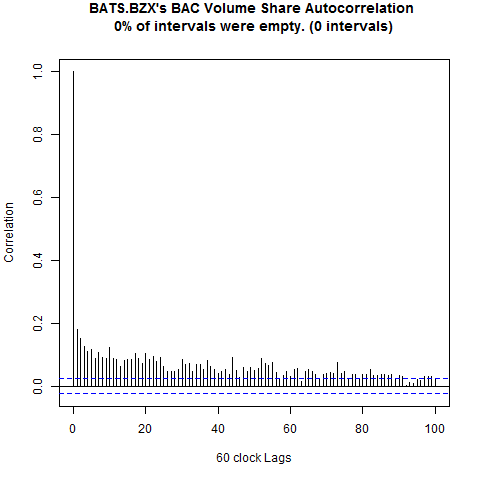 BATS.BZX's BAC Volume Share Autocorrelation
0% of intervals were empty. (0 intervals)
1.0
0.8
0.6
0.4
0.2
0.0
Correlation
0 20 40 60 80 100
60 clock Lags